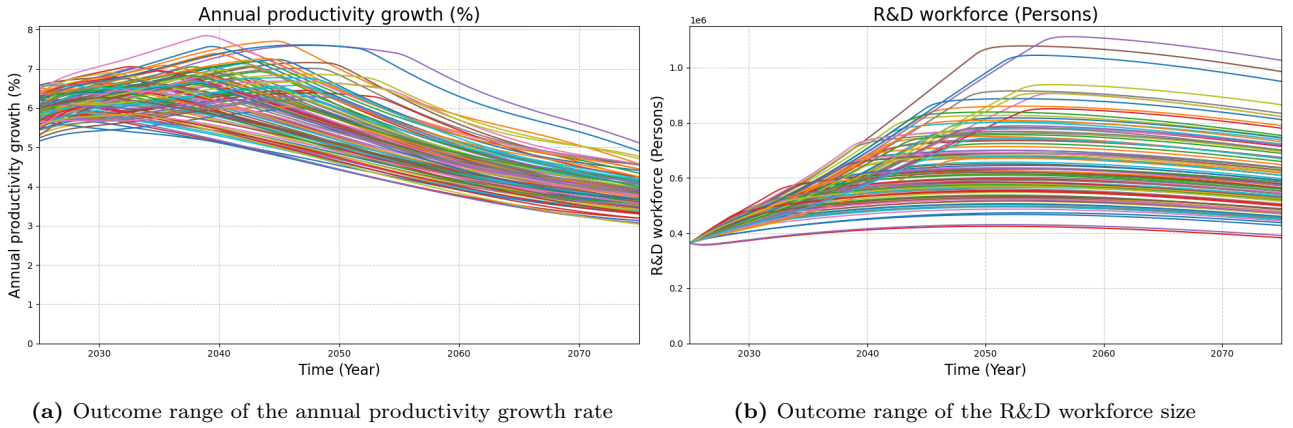 Annual productivity growth (%)
8
7
6
5
4
3
2
1
0
Annual productivity growth (%)
2030 2040 2050 2060 2070
Time (Year)
R&D workforce (Persons)
1e6
1.0
0.8
0.6
0.4
0.2
0.0
R&D workforce (Persons)
2030 2040 2050 2060 2070
Time (Year)
(a) Outcome range of the annual productivity growth rate
(b) Outcome range of the R&D workforce size